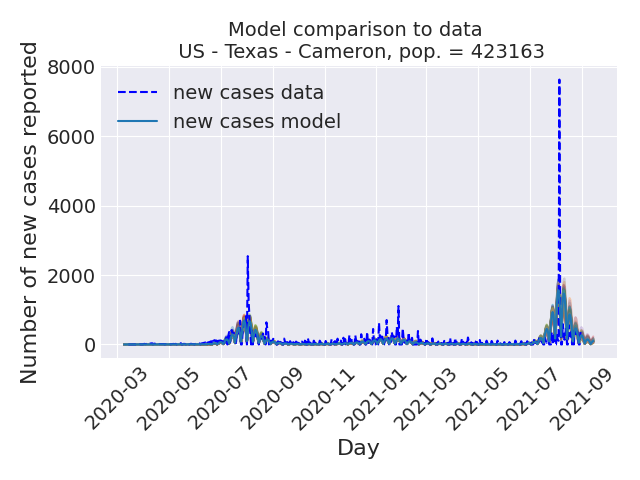 Model comparison to data
US - Texas - Cameron, pop. = 423163
Number of new cases reported
8000
6000
4000
2000
0
new cases data
new cases model
2020-03
2020-05
2020-07
2020-09
2020-11
2021-01
2021-03
2021-05
2021-07
2021-09
Day